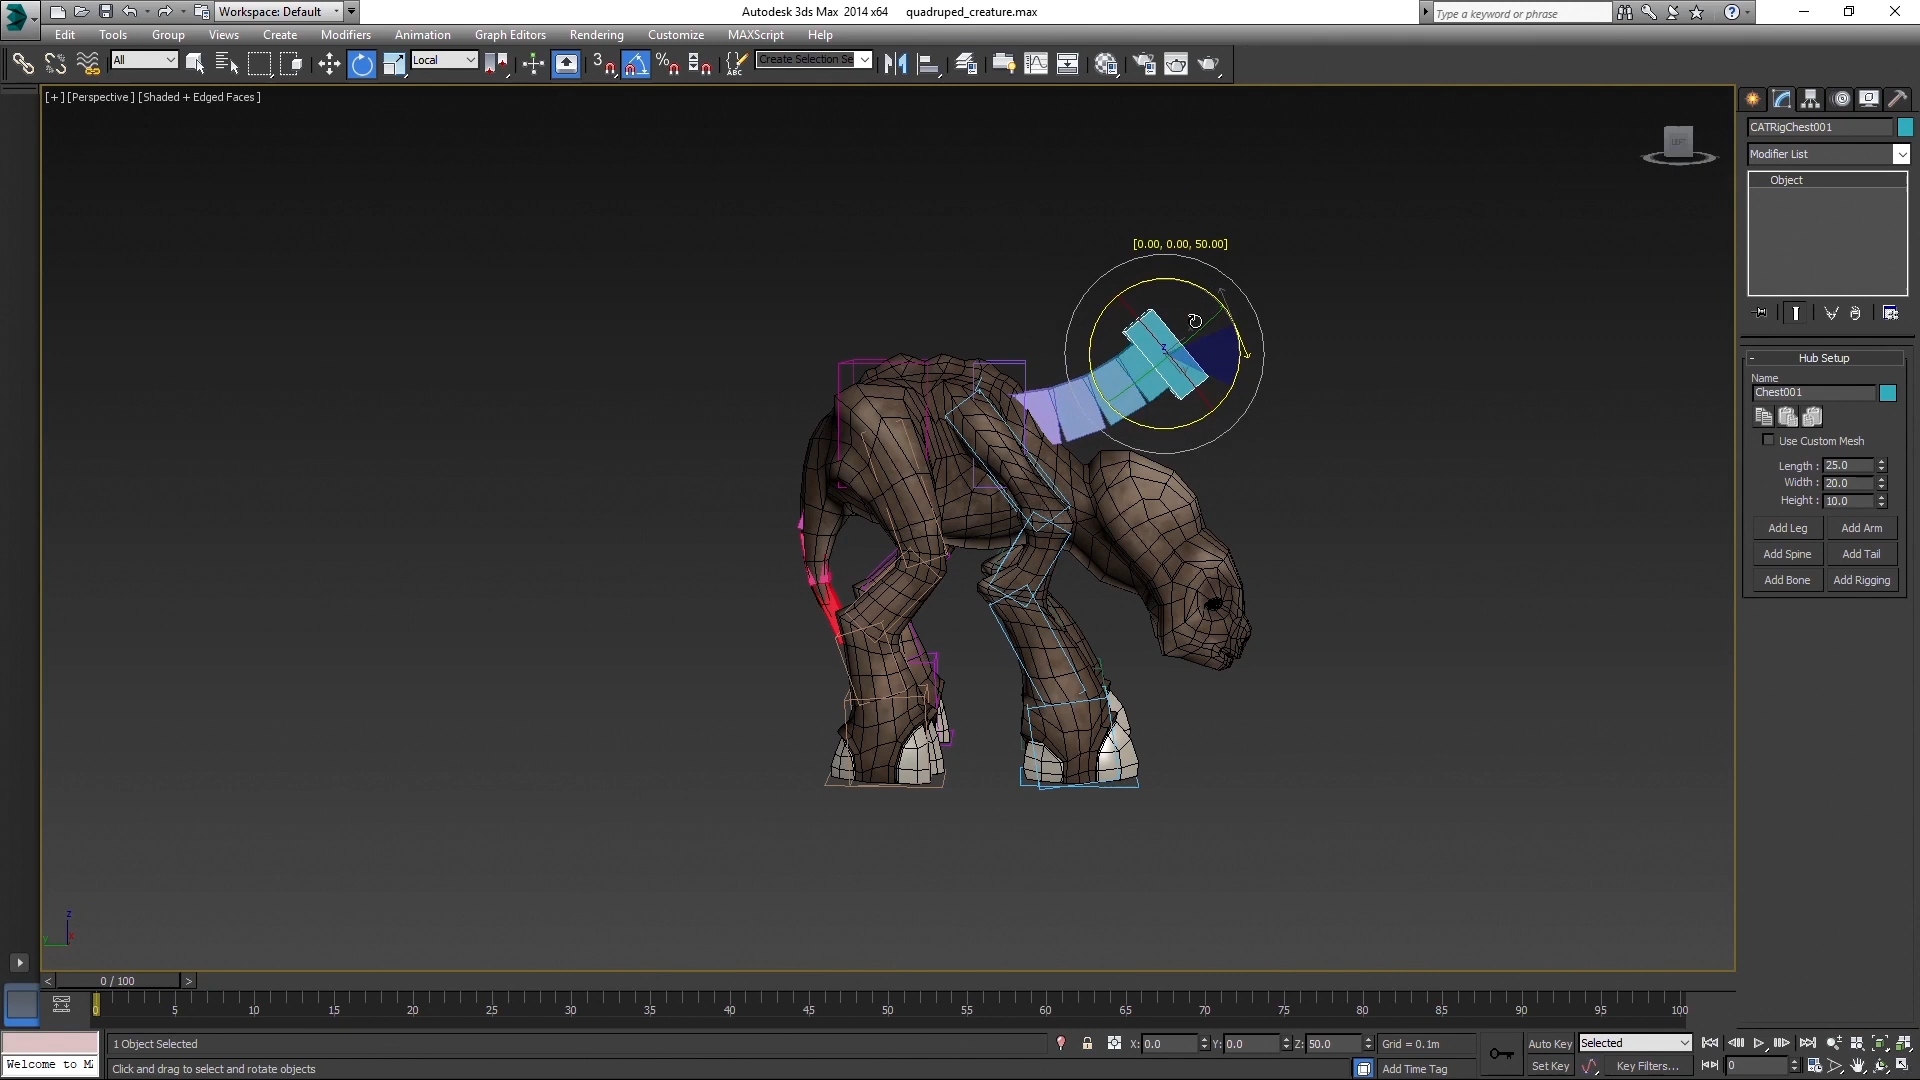 Workspace: Default
Autodesk 3ds Max 2014 x64 quadruped_creature.max
Type a keyword or phrase
Edit Tools Group Views Create Modifiers Animation Graph Editors Rendering Customize MAXScript Help
All Local 3 % ABC Create Selection Se
[+] [Perspective] [Shaded + Edged Faces]
CATRigChest001
Modifier List
Object
[0.00, 0.00, 50.00]
Hub Setup
Name
Chest001
Use Custom Mesh
Length : 25.0
Width : 20.0
Height : 10.0
Add Leg Add Arm
Add Spine Add Tail
Add Bone Add Rigging
z
z
y x
< 0 / 100 >
0 5 10 15 20 25 30 35 40 45 50 55 60 65 70 75 80 85 90 95 100
1 Object Selected X: 0.0 Y: 0.0 Z: 50.0 Grid = 0.1m Auto Key Selected
Welcome to M Click and drag to select and rotate objects Add Time Tag Set Key Key Filters... 0